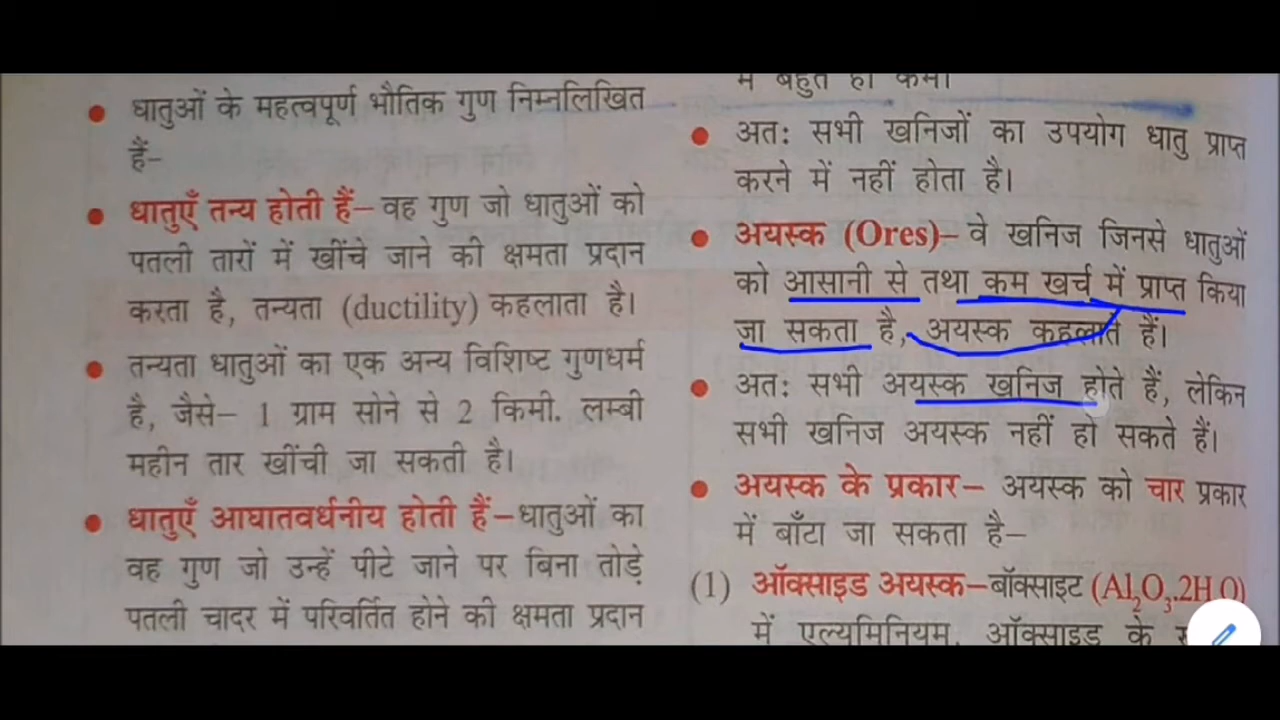 धातुओं के महत्वपूर्ण भौतिक गुण निम्नलिखित
हैं–
धातुएँ तन्य होती हैं– वह गुण जो धातुओं को
पतली तारों में खींचे जाने की क्षमता प्रदान
करता है, तन्यता (ductility) कहलाता है।
तन्यता धातुओं का एक अन्य विशिष्ट गुणधर्म
है, जैसे– 1 ग्राम सोने से 2 किमी. लम्बी
महीन तार खींची जा सकती है।
धातुएँ आघातवर्धनीय होती हैं–धातुओं का
वह गुण जो उन्हें पीटे जाने पर बिना तोड़े
पतली चादर में परिवर्तित होने की क्षमता प्रदान
में बहुत ही कम।
अतः सभी खनिजों का उपयोग धातु प्राप्त
करने में नहीं होता है।
अयस्क (Ores)– वे खनिज जिनसे धातुओं
को आसानी से तथा कम खर्च में प्राप्त किया
जा सकता है, अयस्क कहलाते हैं।
अतः सभी अयस्क खनिज होते हैं, लेकिन
सभी खनिज अयस्क नहीं हो सकते हैं।
अयस्क के प्रकार– अयस्क को चार प्रकार
में बाँटा जा सकता है–
(1) ऑक्साइड अयस्क–बॉक्साइट (Al₂O₃.2H₂O)
में एल्यूमिनियम, ऑक्साइड के